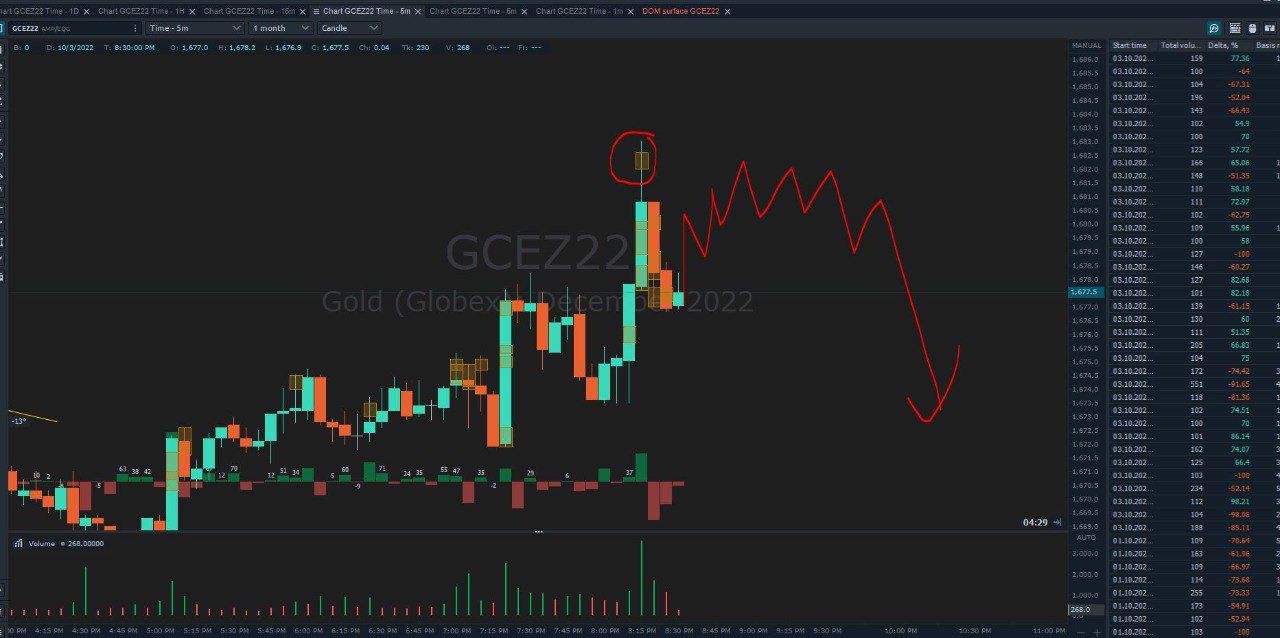 Chart GCEZ22 Time - 1D
Chart GCEZ22 Time - 1H
Chart GCEZ22 Time - 15m
Chart GCEZ22 Time - 5m
Chart GCEZ22 Time - 5m
Chart GCEZ22 Time - 1m
DOM surface GCEZ22
GCEZ22 AMP/CQG
Time - 5m
1 month
Candle
B: 0 D: 10/3/2022 T: 8:30:00 PM O: 1,677.0 H: 1,678.2 L: 1,676.9 C: 1,677.5 Ch: 0.04 Tk: 230 V: 268 Oi: --- Fr: ---
GCEZ22
Gold (Globex): December 2022
-13°
10 2 -5 63 38 42 12 70 12 51 34 5 60 -9 71 24 35 55 47 35 -2 29 6 37
04:29
Volume 268.00000
MANUAL
1,686.0
1,685.5
1,685.0
1,684.5
1,684.0
1,683.5
1,683.0
1,682.5
1,682.0
1,681.5
1,681.0
1,680.5
1,680.0
1,679.5
1,679.0
1,678.5
1,678.0
1,677.5
1,677.0
1,676.5
1,676.0
1,675.5
1,675.0
1,674.5
1,674.0
1,673.5
1,673.0
1,672.5
1,672.0
1,671.5
1,671.0
1,670.5
1,670.0
1,669.5
1,669.0
AUTO
3,000.0
2,000.0
1,000.0
268.0
4:15 PM 4:30 PM 4:45 PM 5:00 PM 5:15 PM 5:30 PM 5:45 PM 6:00 PM 6:15 PM 6:30 PM 6:45 PM 7:00 PM 7:15 PM 7:30 PM 7:45 PM 8:00 PM 8:15 PM 8:30 PM 8:45 PM 9:00 PM 9:15 PM 9:30 PM 10:00 PM 10:30 PM 11:00 PM
Start time Total volu... Delta, % Basis
03.10.202... 159 77.36
03.10.202... 100 -64
03.10.202... 104 -67.31
03.10.202... 196 -52.04
03.10.202... 143 -66.43
03.10.202... 102 54.9
03.10.202... 100 70
03.10.202... 123 57.72
03.10.202... 166 65.06
03.10.202... 148 -51.35
03.10.202... 110 58.18
03.10.202... 111 72.97
03.10.202... 102 -62.75
03.10.202... 109 55.96
03.10.202... 100 58
03.10.202... 127 -100
03.10.202... 146 -60.27
03.10.202... 127 82.68
03.10.202... 101 82.18
03.10.202... 139 -61.15
03.10.202... 130 60
03.10.202... 111 51.35
03.10.202... 205 66.83
03.10.202... 104 75
03.10.202... 172 -74.42
03.10.202... 551 -91.65
03.10.202... 118 -81.36
03.10.202... 102 74.51
03.10.202... 100 70
03.10.202... 101 86.14
03.10.202... 162 74.07
03.10.202... 125 66.4
03.10.202... 103 -100
03.10.202... 234 -52.14
03.10.202... 112 98.21
03.10.202... 104 -98.08
03.10.202... 188 -85.11
01.10.202... 109 -70.64
01.10.202... 163 -61.96
01.10.202... 109 -66.97
01.10.202... 114 -73.68
01.10.202... 255 -73.33
01.10.202... 173 -54.91
01.10.202... 102 -52.94
01.10.202... 103 -100